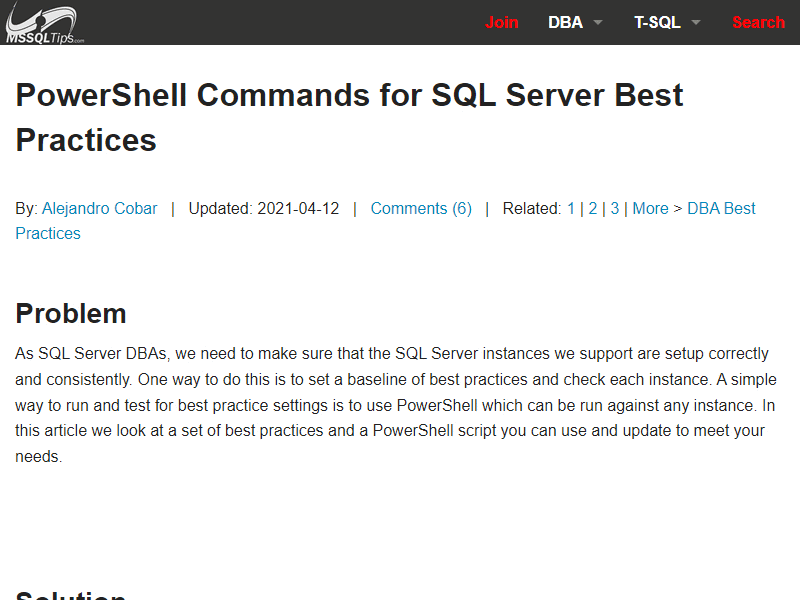 MSSQLTips.com
Join DBA T-SQL Search
PowerShell Commands for SQL Server Best
Practices
By: Alejandro Cobar | Updated: 2021-04-12 | Comments (6) | Related: 1 | 2 | 3 | More > DBA Best
Practices
Problem
As SQL Server DBAs, we need to make sure that the SQL Server instances we support are setup correctly
and consistently. One way to do this is to set a baseline of best practices and check each instance. A simple
way to run and test for best practice settings is to use PowerShell which can be run against any instance. In
this article we look at a set of best practices and a PowerShell script you can use and update to meet your
needs.
Solution